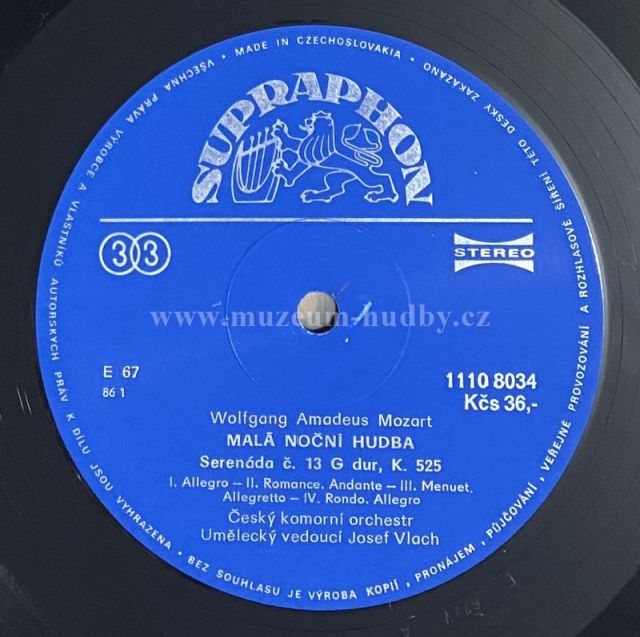 VŠECHNA PRÁVA VÝROBCE A VLASTNÍKŮ AUTORSKÝCH PRÁV K DÍLU JSOU VYHRAZENA • BEZ SOUHLASU JE VÝROBA KOPIÍ, PRONÁJEM, PŮJČOVÁNÍ, VEŘEJNÉ PROVOZOVÁNÍ A ROZHLASOVÉ ŠÍŘENÍ TÉTO DESKY ZAKÁZÁNO • MADE IN CZECHOSLOVAKIA •
SUPRAPHON
33
STEREO
www.muzeum-hudby.cz
E 67
86 1
1110 8034
Kčs 36,-
Wolfgang Amadeus Mozart
MALÁ NOČNÍ HUDBA
Serenáda č. 13 G dur, K. 525
I. Allegro – II. Romance. Andante – III. Menuet.
Allegretto – IV. Rondo. Allegro
Český komorní orchestr
Umělecký vedoucí Josef Vlach